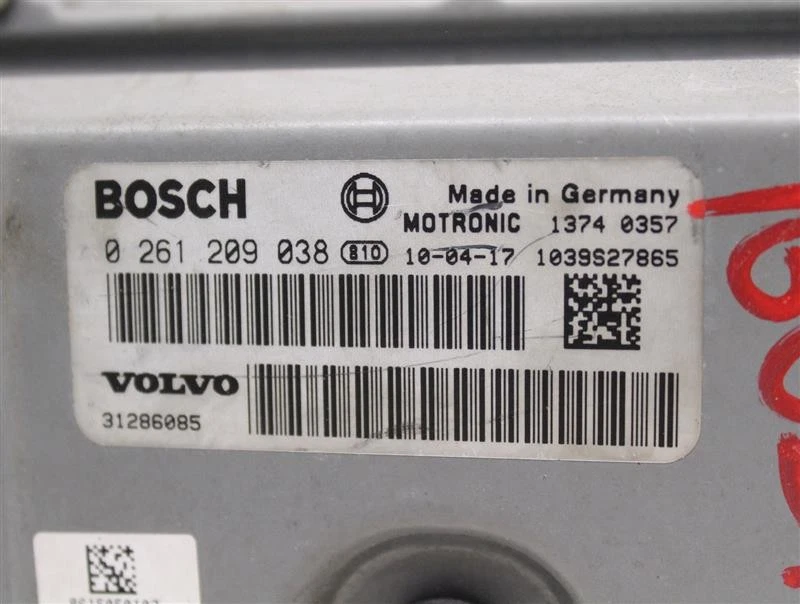 BOSCH Made in Germany
MOTRONIC 1374 0357
0 261 209 038 810 10-04-17 1039S27865
VOLVO
31286085